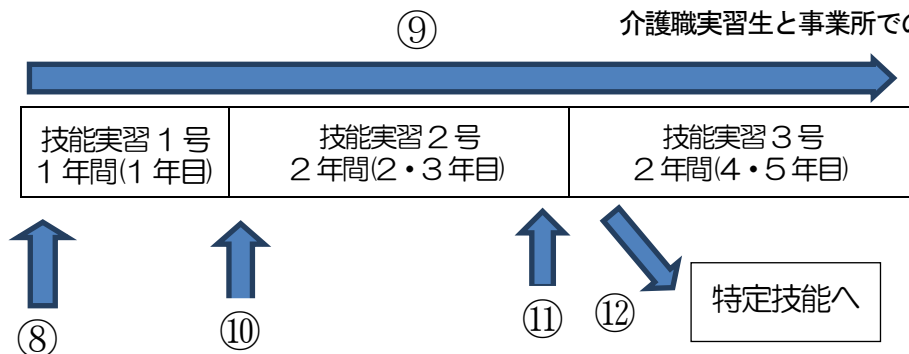 介護職実習生と事業所での
⑨
技能実習１号
１年間(１年目)
技能実習２号
２年間(２・３年目)
技能実習３号
２年間(４・５年目)
特定技能へ
⑧
⑩
⑪
⑫